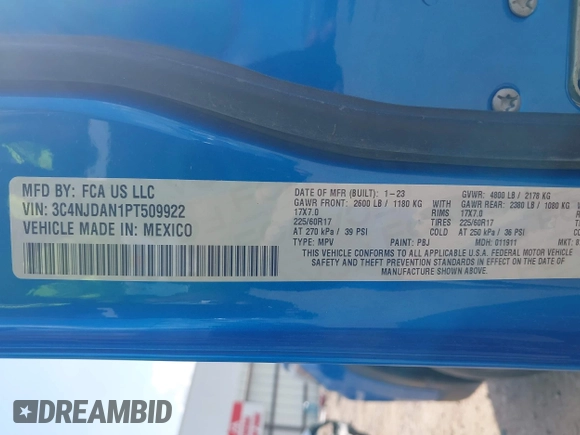 MFD BY: FCA US LLC
VIN: 3C4NJDAN1PT509922
VEHICLE MADE IN: MEXICO
DATE OF MFR (BUILT): 1-23 GVWR: 4800 LB / 2178 KG
GAWR FRONT: 2600 LB / 1180 KG WITH GAWR REAR: 2380 LB / 1080 KG
17X7.0 RIMS 17X7.0
225/60R17 TIRES 225/60R17
AT 270 kPa / 39 PSI AT 250 kPa / 36 PSI
TYPE: MPV PAINT: PBJ MDH: 011911 MKT:
THIS VEHICLE CONFORMS TO ALL APPLICABLE U.S.A. FEDERAL MOTOR VEHICLE
SAFETY AND THEFT PREVENTION STANDARDS IN EFFECT ON THE DATE OF
MANUFACTURE SHOWN ABOVE.
DREAMBID